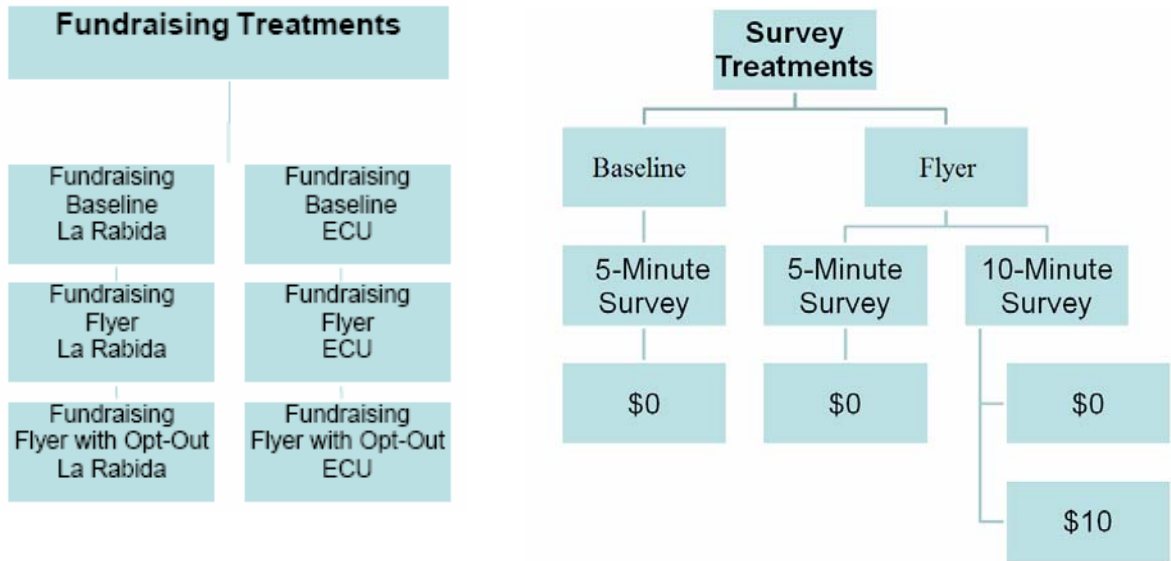 Fundraising Treatments
Fundraising
Baseline
La Rabida
Fundraising
Baseline
ECU
Fundraising
Flyer
La Rabida
Fundraising
Flyer
ECU
Fundraising
Flyer with Opt-Out
La Rabida
Fundraising
Flyer with Opt-Out
ECU
Survey
Treatments
Baseline
Flyer
5-Minute
Survey
5-Minute
Survey
10-Minute
Survey
$0
$0
$0
$10